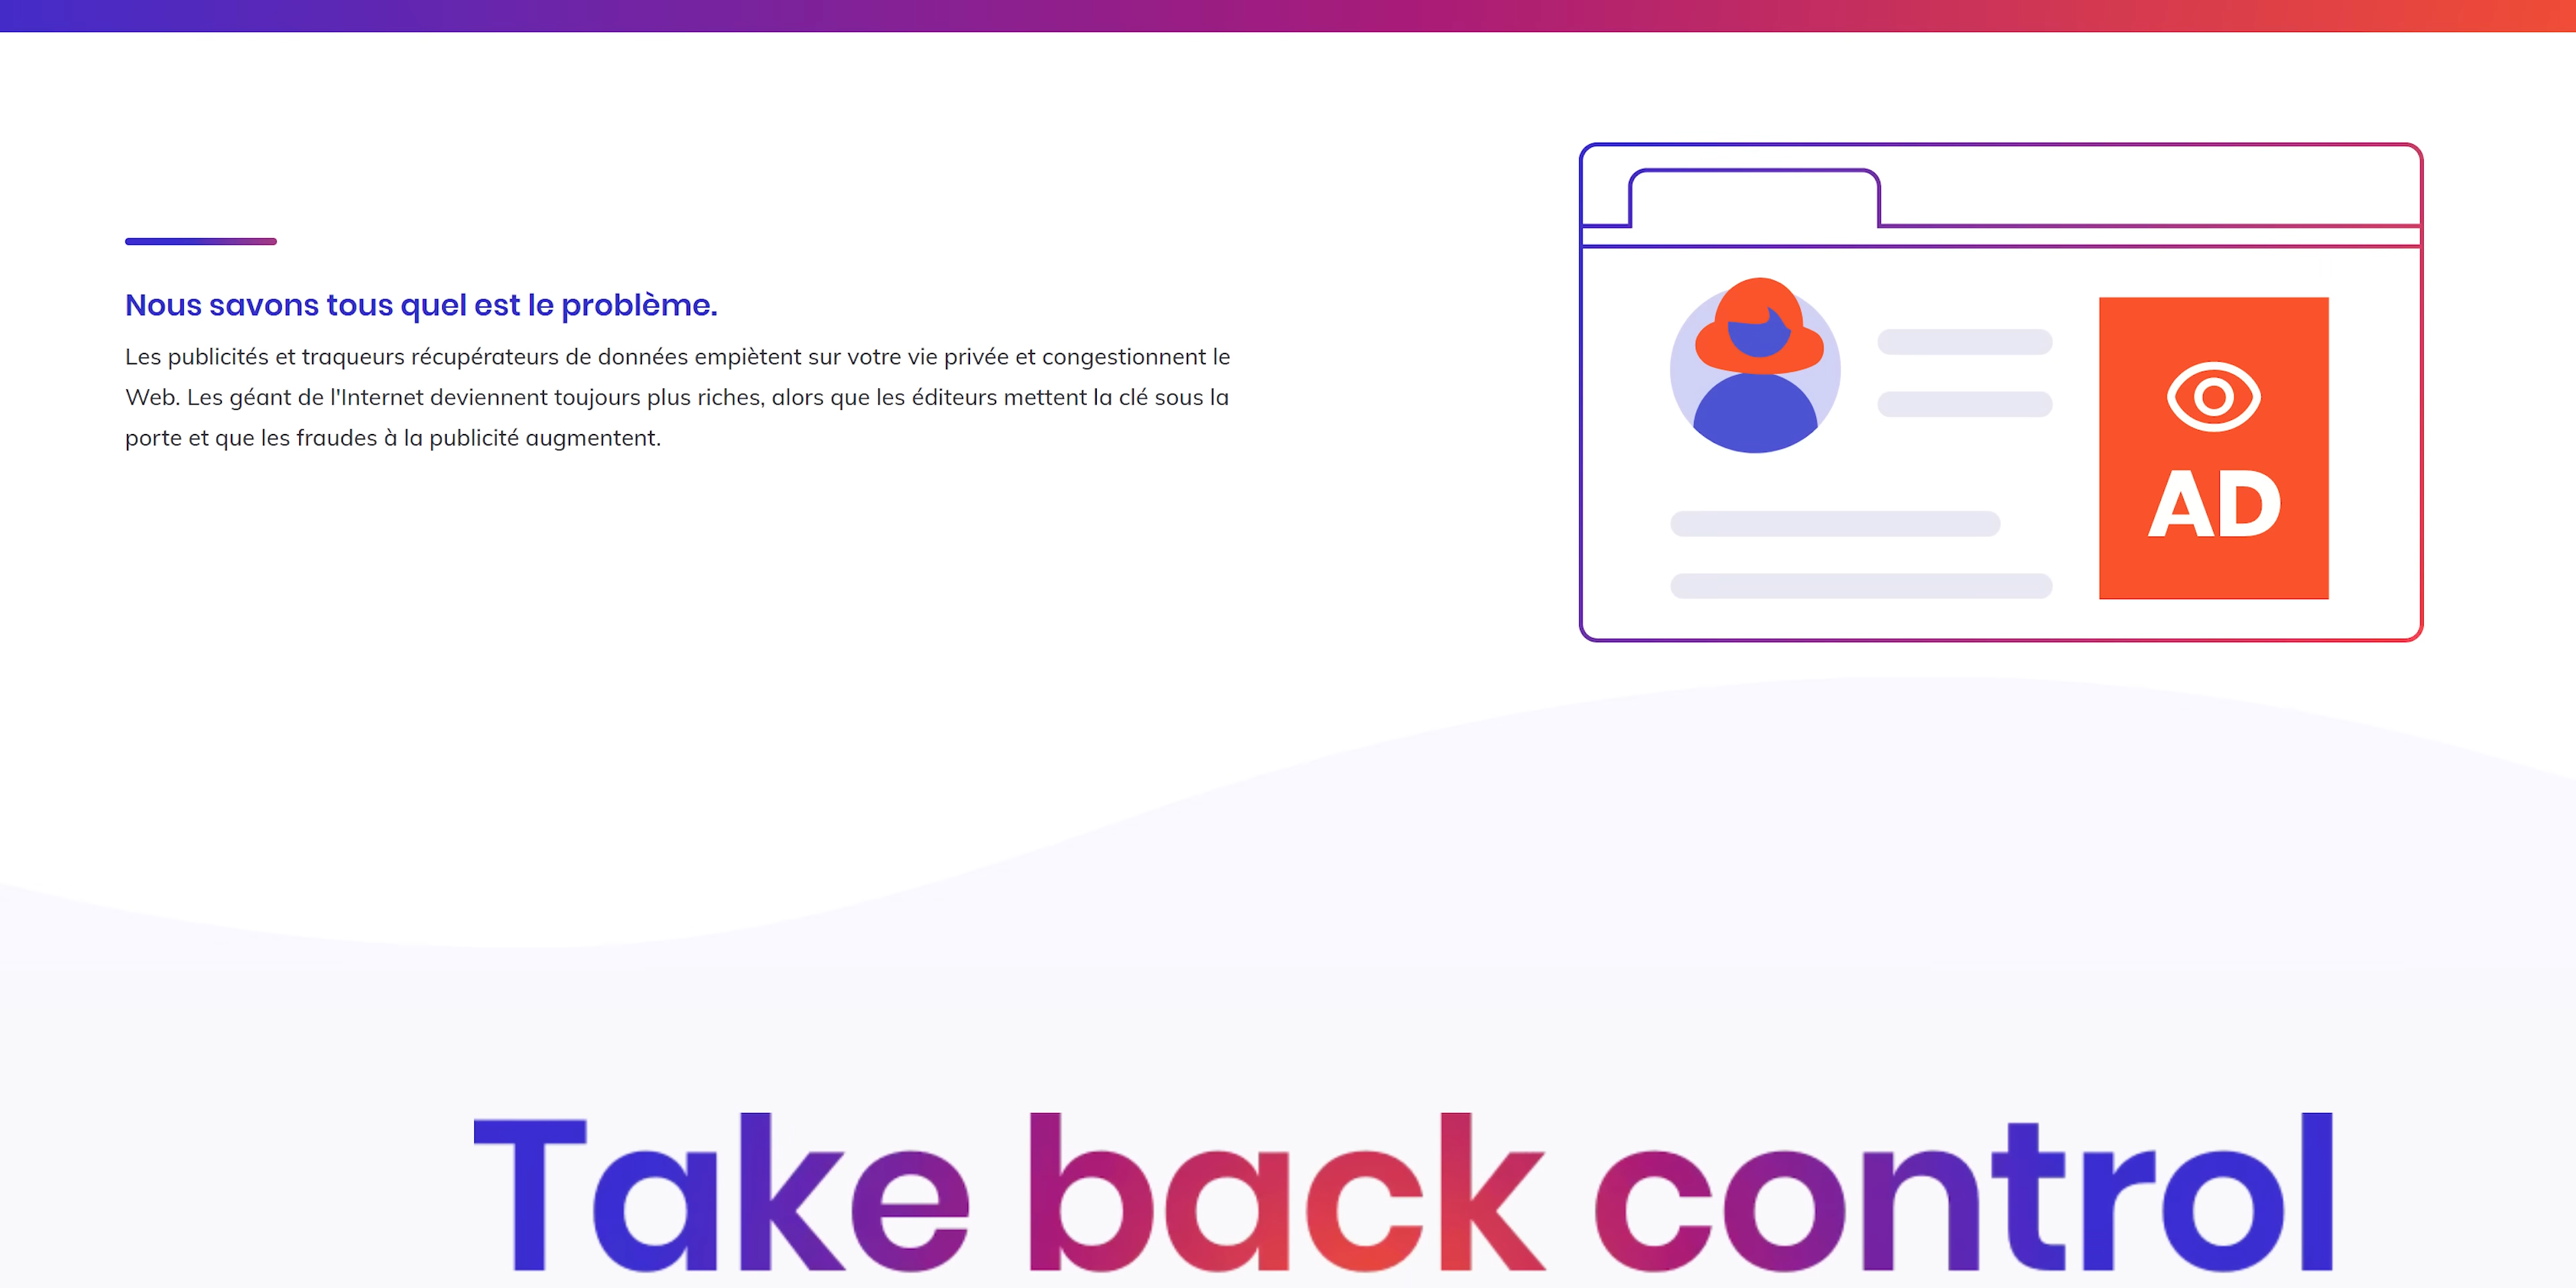 Nous savons tous quel est le problème.
Les publicités et traqueurs récupérateurs de données empiètent sur votre vie privée et congestionnent le
Web. Les géant de l'Internet deviennent toujours plus riches, alors que les éditeurs mettent la clé sous la
porte et que les fraudes à la publicité augmentent.
AD
Take back control